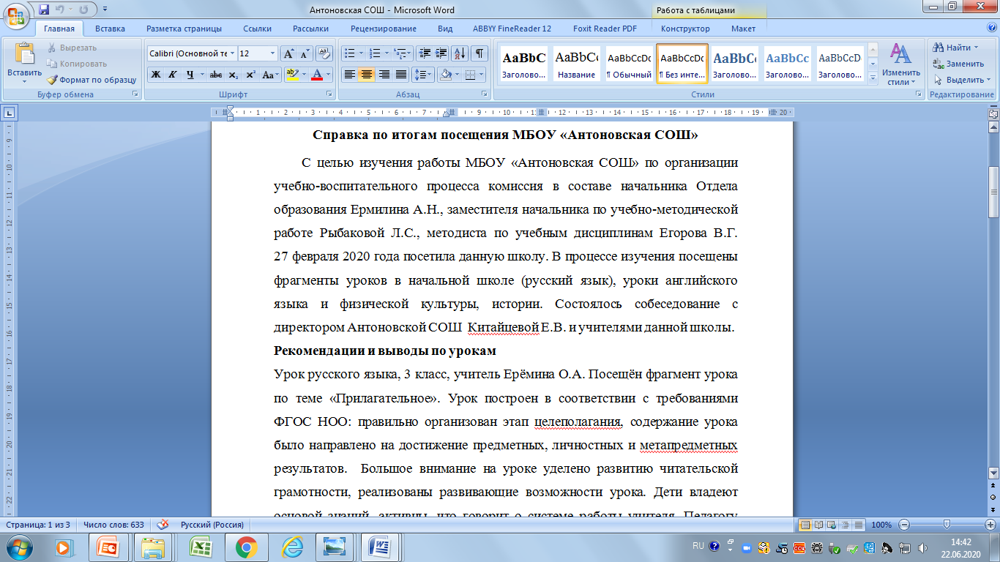 Антоновская СОШ - Microsoft Word
Работа с таблицами
Главная Вставка Разметка страницы Ссылки Рассылки Рецензирование Вид ABBYY FineReader 12 Foxit Reader PDF Конструктор Макет
Вставить
Вырезать
Копировать
Формат по образцу
Буфер обмена
Calibri (Основной те 12
Ж К Ч abc x₂ x² Aa
Шрифт
Абзац
AaBbC AaBbCc AaBbCcDc AaBbCcDc AaBbCc AaBbCc AaBbCcD
Заголово... Название ¶ Обычный ¶ Без инте... Заголово... Заголово... Заголово...
Изменить стили
Стили
Найти
Заменить
Выделить
Редактирование
Справка по итогам посещения МБОУ «Антоновская СОШ»
С целью изучения работы МБОУ «Антоновская СОШ» по организации
учебно-воспитательного процесса комиссия в составе начальника Отдела
образования Ермилина А.Н., заместителя начальника по учебно-методической
работе Рыбаковой Л.С., методиста по учебным дисциплинам Егорова В.Г.
27 февраля 2020 года посетила данную школу. В процессе изучения посещены
фрагменты уроков в начальной школе (русский язык), уроки английского
языка и физической культуры, истории. Состоялось собеседование с
директором Антоновской СОШ Китайцевой Е.В. и учителями данной школы.
Рекомендации и выводы по урокам
Урок русского языка, 3 класс, учитель Ерёмина О.А. Посещён фрагмент урока
по теме «Прилагательное». Урок построен в соответствии с требованиями
ФГОС НОО: правильно организован этап целеполагания, содержание урока
было направлено на достижение предметных, личностных и метапредметных
результатов. Большое внимание на уроке уделено развитию читательской
грамотности, реализованы развивающие возможности урока. Дети владеют
основой знаний, активны, что говорит о системе работы учителя. Педагогу
Страница: 1 из 3 Число слов: 633 Русский (Россия) 100%
RU 14:42
22.06.2020